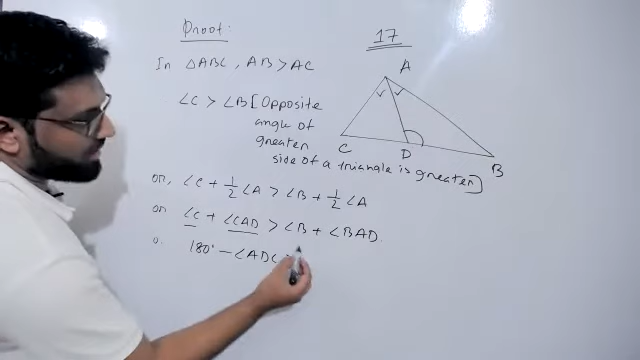 Proof:
17
In △ABC, AB > AC
∠C > ∠B [Opposite
angle of
greater
side of a triangle is greater]
A
C
D
B
or, ∠C + 1/2 ∠A > ∠B + 1/2 ∠A
or ∠C + ∠CAD > ∠B + ∠BAD.
180° - ∠ADC